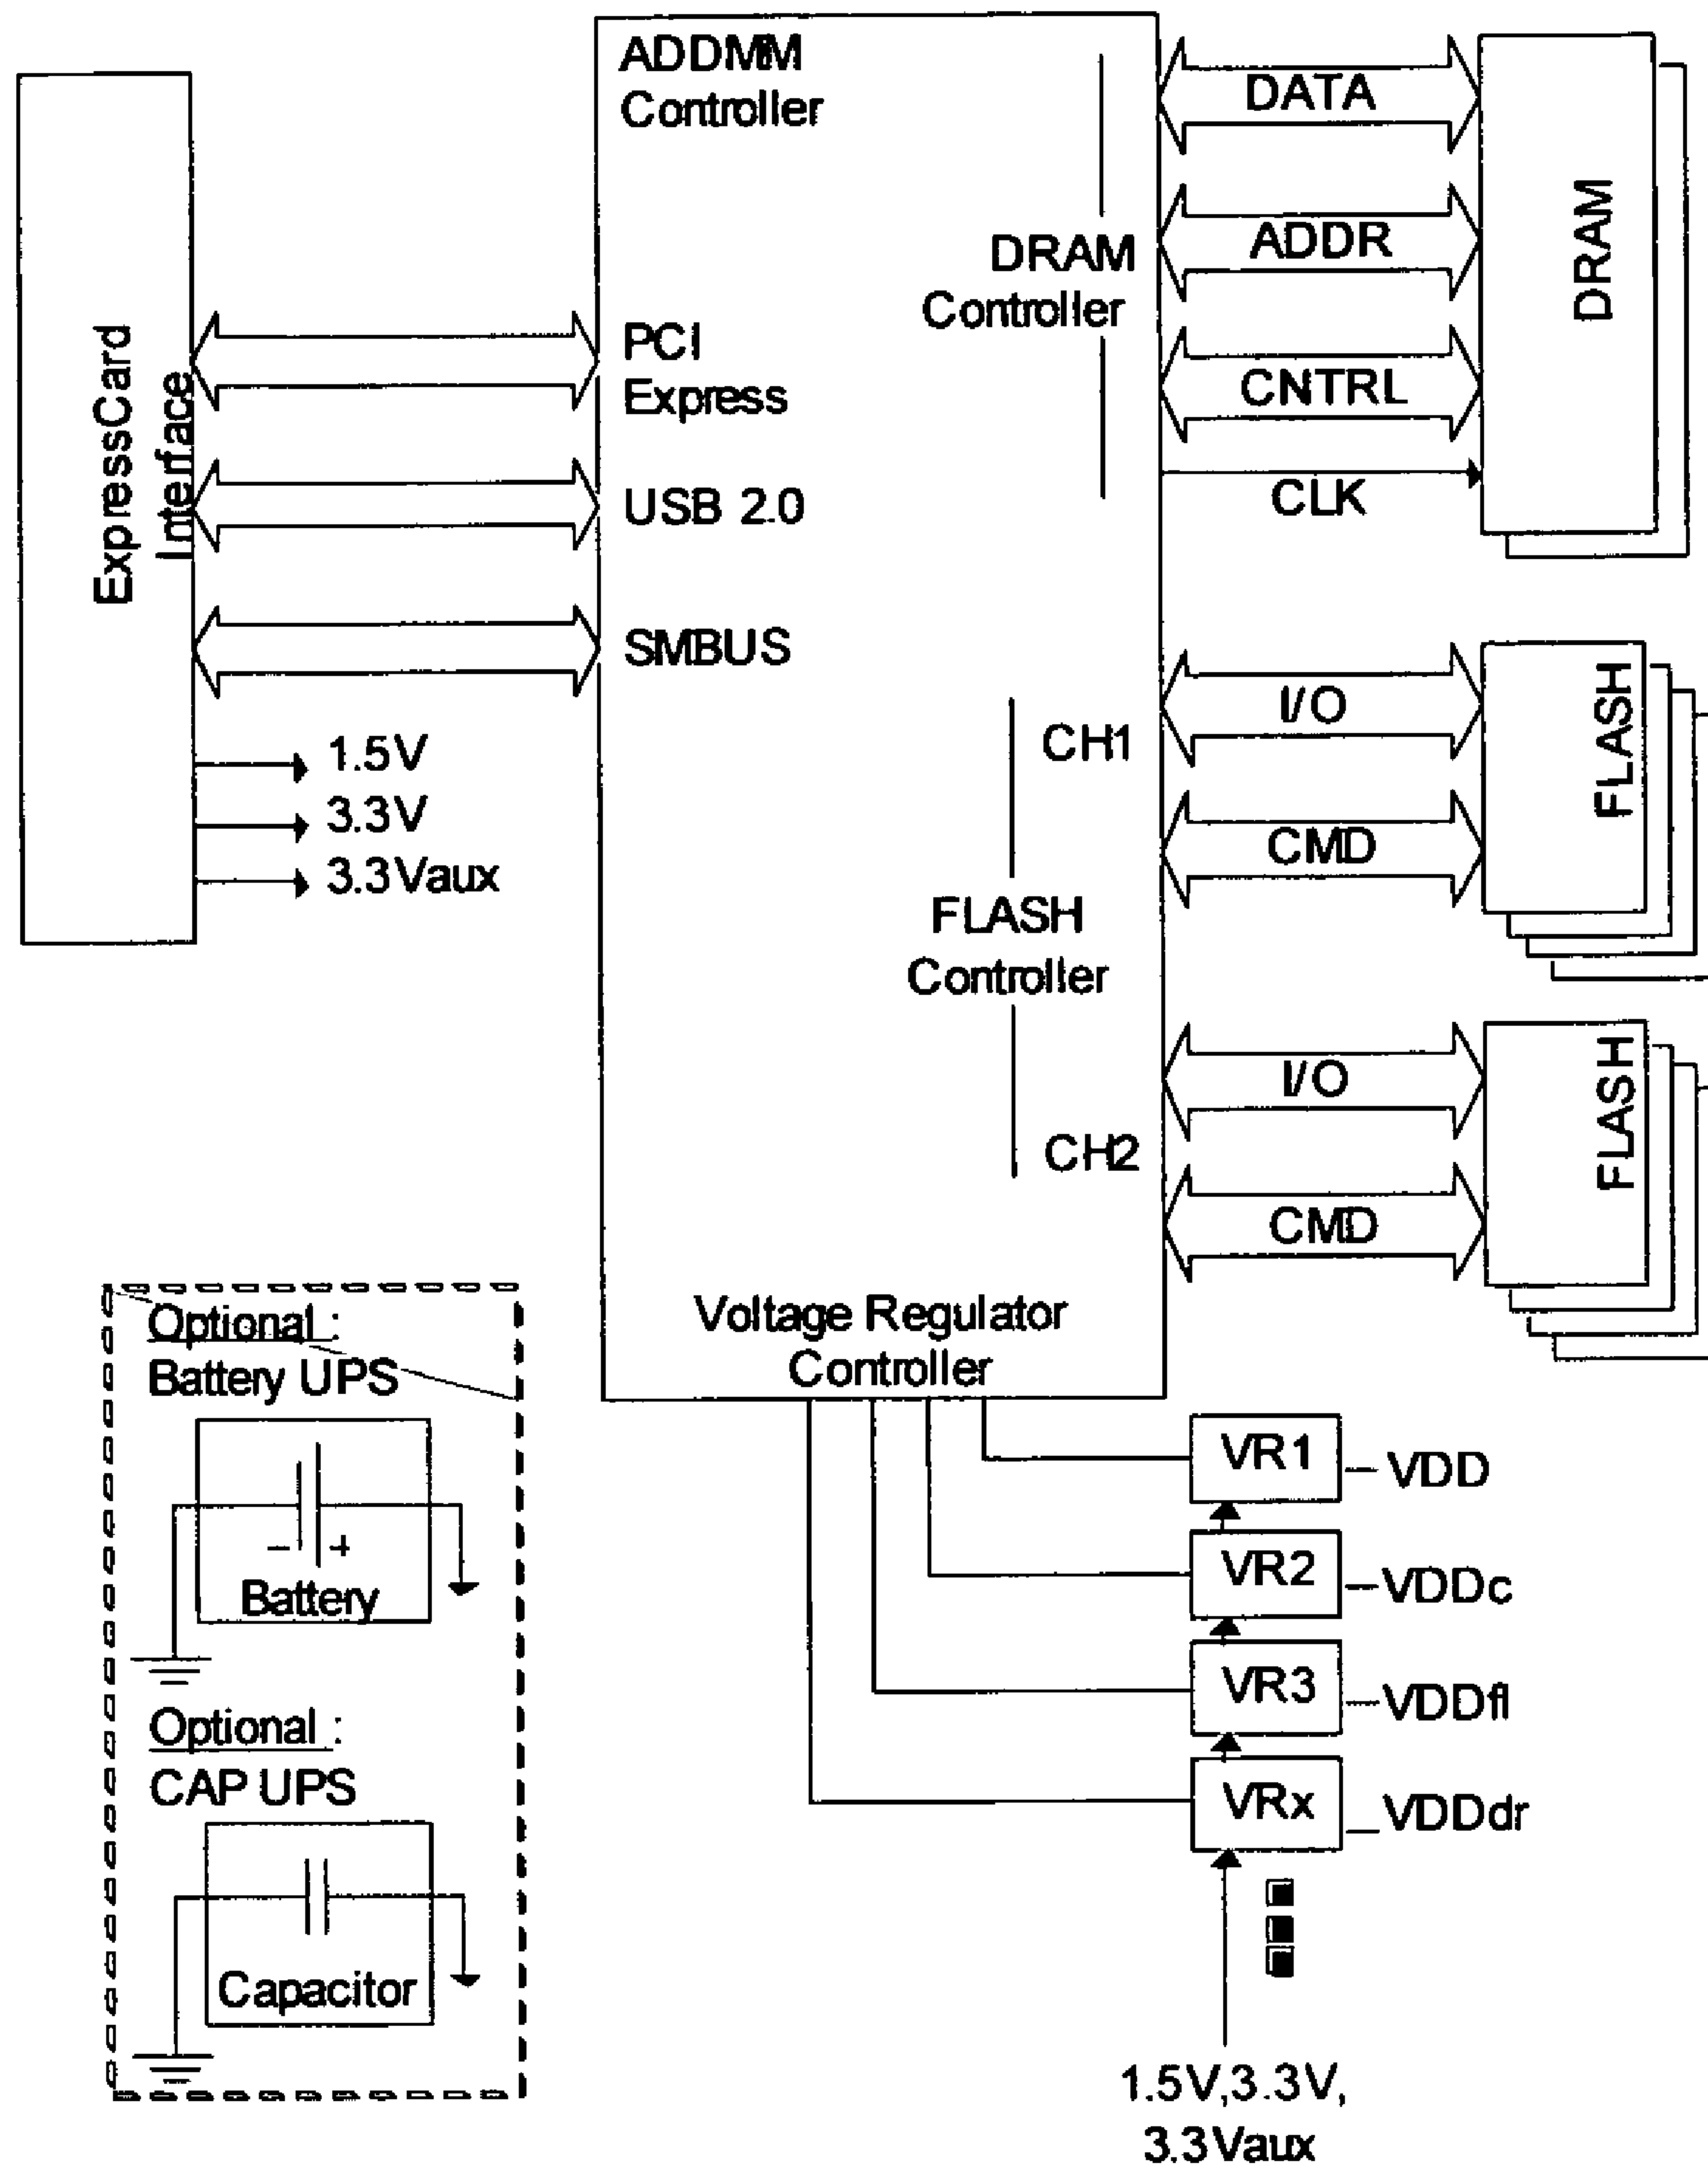 ADDMM
Controller
ExpressCard
Interface
PCI
Express
USB 2.0
SMBUS
1.5V
3.3V
3.3Vaux
DRAM
Controller
DATA
ADDR
CNTRL
CLK
DRAM
CH1
FLASH
Controller
CH2
I/O
CMD
FLASH
I/O
CMD
FLASH
Voltage Regulator
Controller
Optional :
Battery UPS
- +
Battery
Optional :
CAP UPS
Capacitor
VR1
VDD
VR2
VDDc
VR3
VDDfl
VRx
VDDdr
1.5V,3.3V,
3.3Vaux